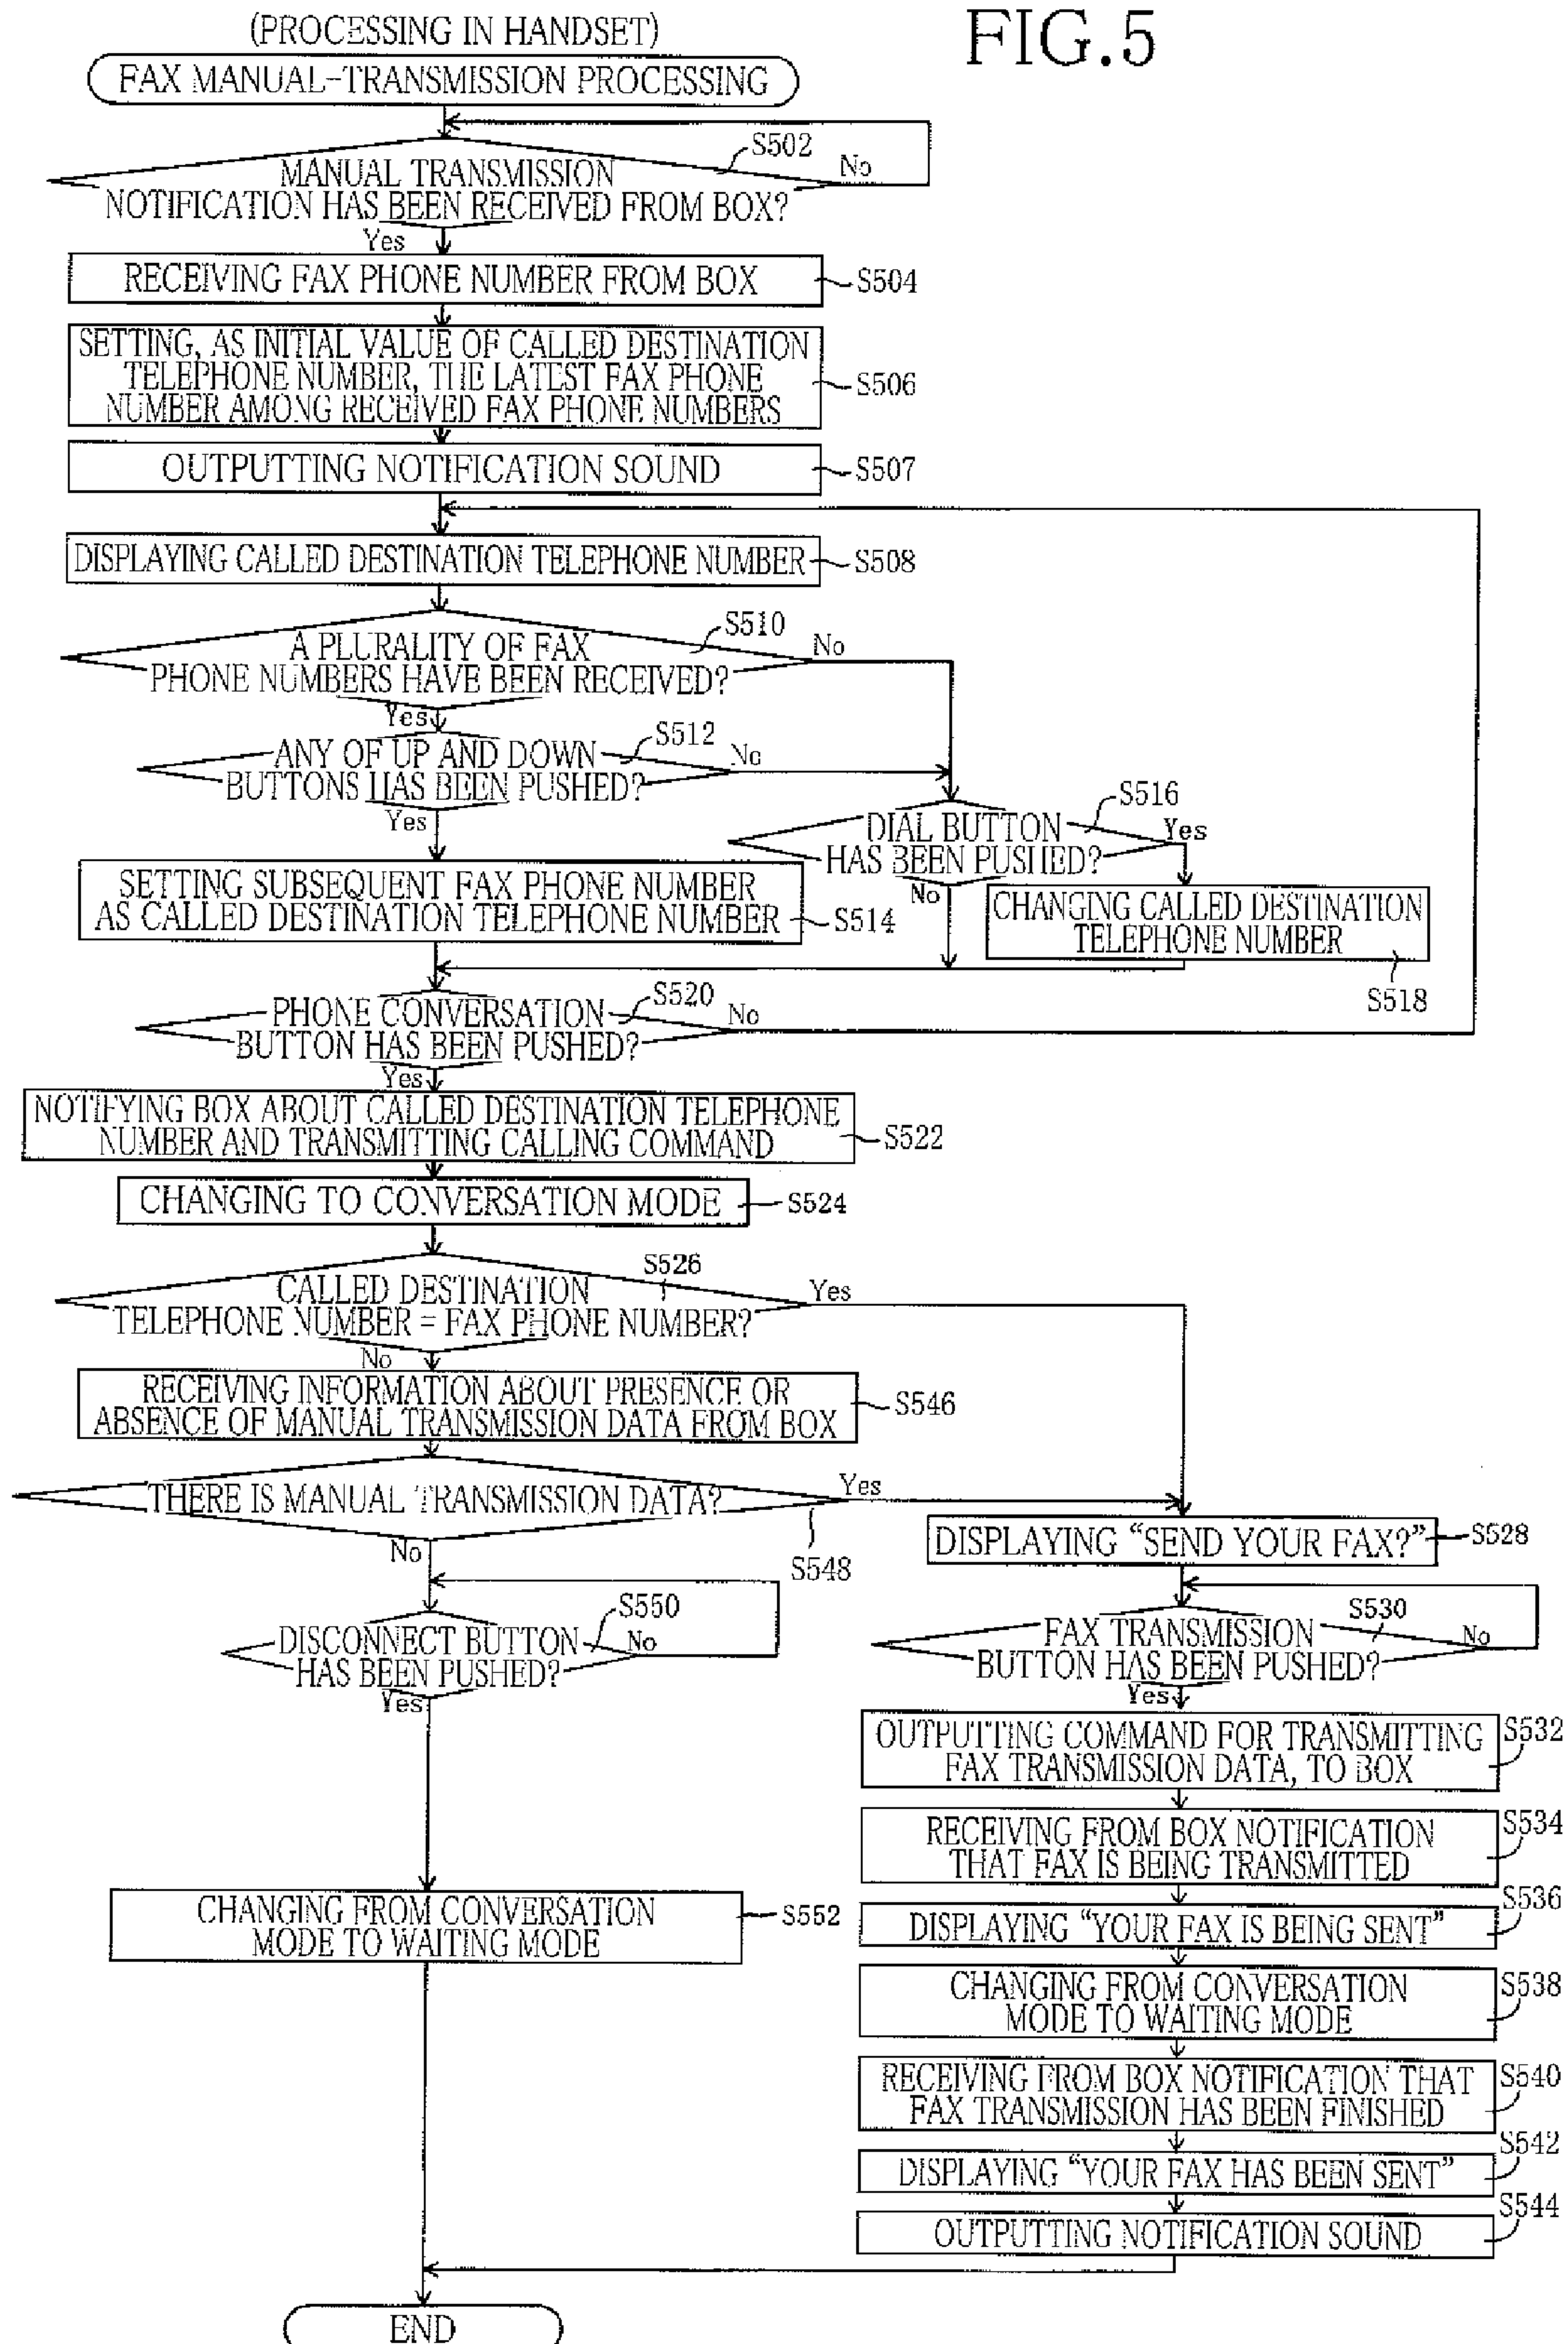 FIG.5
(PROCESSING IN HANDSET)
FAX MANUAL-TRANSMISSION PROCESSING
S502
MANUAL TRANSMISSION
NOTIFICATION HAS BEEN RECEIVED FROM BOX?
No
Yes
RECEIVING FAX PHONE NUMBER FROM BOX
S504
SETTING, AS INITIAL VALUE OF CALLED DESTINATION
TELEPHONE NUMBER, THE LATEST FAX PHONE
NUMBER AMONG RECEIVED FAX PHONE NUMBERS
S506
OUTPUTTING NOTIFICATION SOUND
S507
DISPLAYING CALLED DESTINATION TELEPHONE NUMBER
S508
S510
A PLURALITY OF FAX
PHONE NUMBERS HAVE BEEN RECEIVED?
No
Yes
S512
ANY OF UP AND DOWN
BUTTONS HAS BEEN PUSHED?
No
Yes
S516
DIAL BUTTON
HAS BEEN PUSHED?
Yes
No
SETTING SUBSEQUENT FAX PHONE NUMBER
AS CALLED DESTINATION TELEPHONE NUMBER
S514
CHANGING CALLED DESTINATION
TELEPHONE NUMBER
S518
S520
PHONE CONVERSATION
BUTTON HAS BEEN PUSHED?
No
Yes
NOTIFYING BOX ABOUT CALLED DESTINATION TELEPHONE
NUMBER AND TRANSMITTING CALLING COMMAND
S522
CHANGING TO CONVERSATION MODE
S524
S526
CALLED DESTINATION
TELEPHONE NUMBER = FAX PHONE NUMBER?
Yes
No
RECEIVING INFORMATION ABOUT PRESENCE OR
ABSENCE OF MANUAL TRANSMISSION DATA FROM BOX
S546
THERE IS MANUAL TRANSMISSION DATA?
Yes
No
S548
DISPLAYING “SEND YOUR FAX?”
S528
S550
DISCONNECT BUTTON
HAS BEEN PUSHED?
No
Yes
S530
FAX TRANSMISSION
BUTTON HAS BEEN PUSHED?
No
Yes
OUTPUTTING COMMAND FOR TRANSMITTING
FAX TRANSMISSION DATA, TO BOX
S532
RECEIVING FROM BOX NOTIFICATION
THAT FAX IS BEING TRANSMITTED
S534
CHANGING FROM CONVERSATION
MODE TO WAITING MODE
S552
DISPLAYING “YOUR FAX IS BEING SENT”
S536
CHANGING FROM CONVERSATION
MODE TO WAITING MODE
S538
RECEIVING FROM BOX NOTIFICATION THAT
FAX TRANSMISSION HAS BEEN FINISHED
S540
DISPLAYING “YOUR FAX HAS BEEN SENT”
S542
OUTPUTTING NOTIFICATION SOUND
S544
END